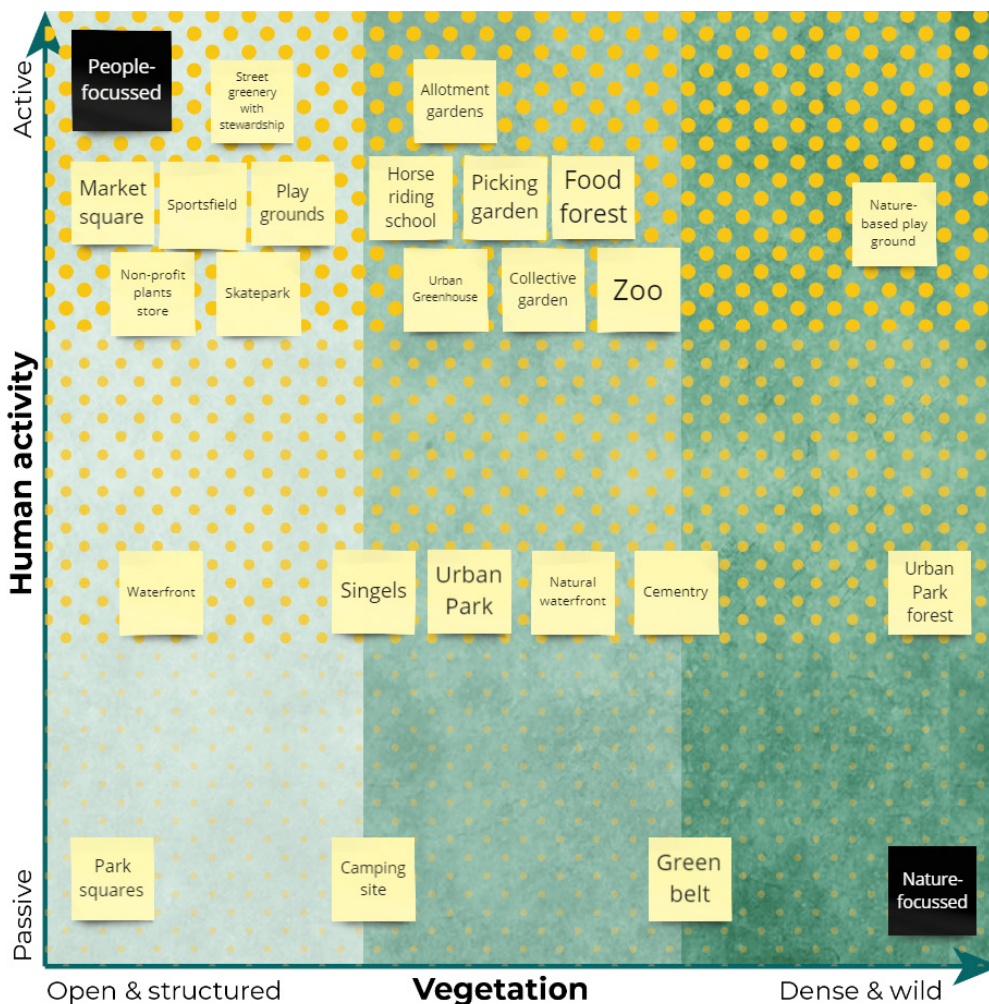 Active
People-
focussed
Street
greenery
with
stewardship
Allotment
gardens
Market
square
Sportsfield
Play
grounds
Horse
riding
school
Picking
garden
Food
forest
Nature-
based play
ground
Non-profit
plants
store
Skatepark
Urban
Greenhouse
Collective
garden
Zoo
Human activity
Waterfront
Singels
Urban
Park
Natural
waterfront
Cementry
Urban
Park
forest
Passive
Park
squares
Camping
site
Green
belt
Nature-
focussed
Open & structured
Vegetation
Dense & wild